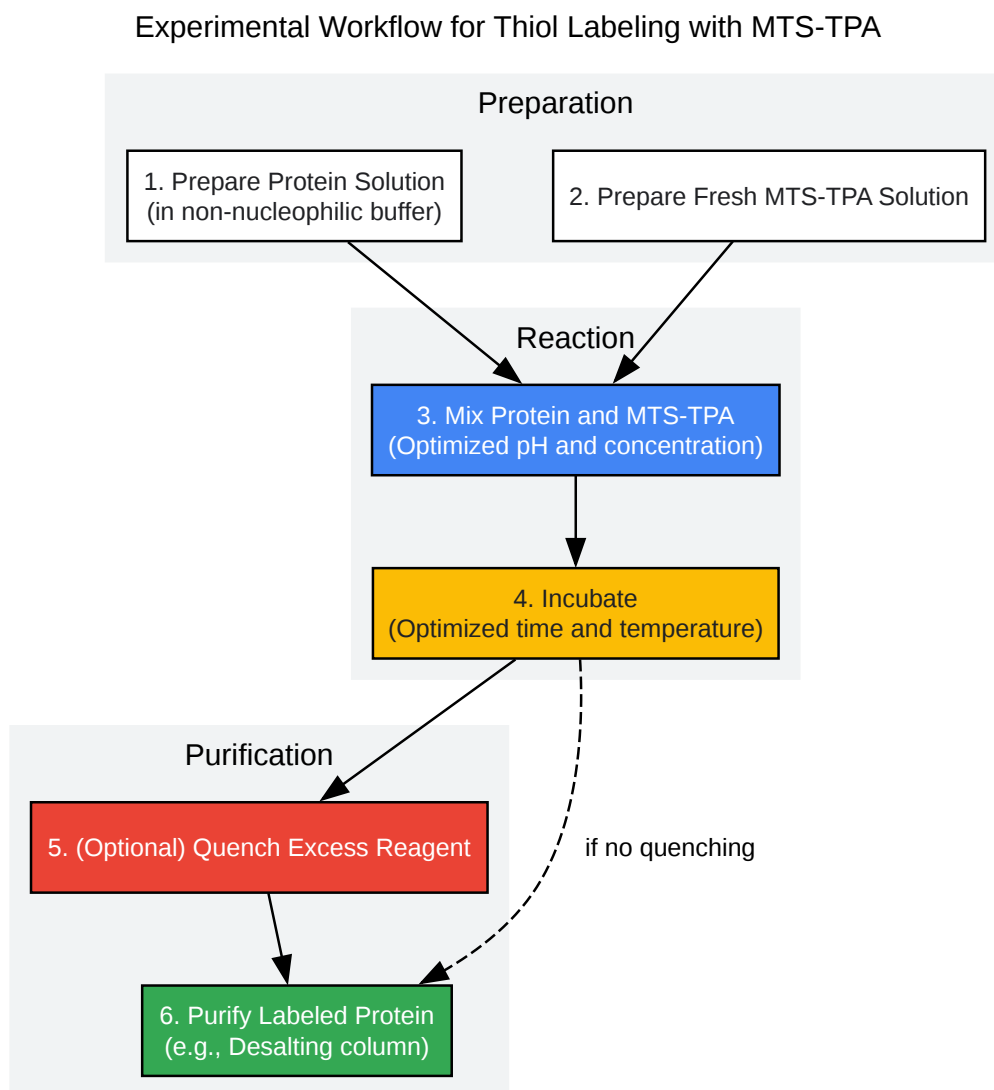 Experimental Workflow for Thiol Labeling with MTS-TPA
Preparation
1. Prepare Protein Solution
(in non-nucleophilic buffer)
2. Prepare Fresh MTS-TPA Solution
Reaction
3. Mix Protein and MTS-TPA
(Optimized pH and concentration)
4. Incubate
(Optimized time and temperature)
Purification
5. (Optional) Quench Excess Reagent
if no quenching
6. Purify Labeled Protein
(e.g., Desalting column)